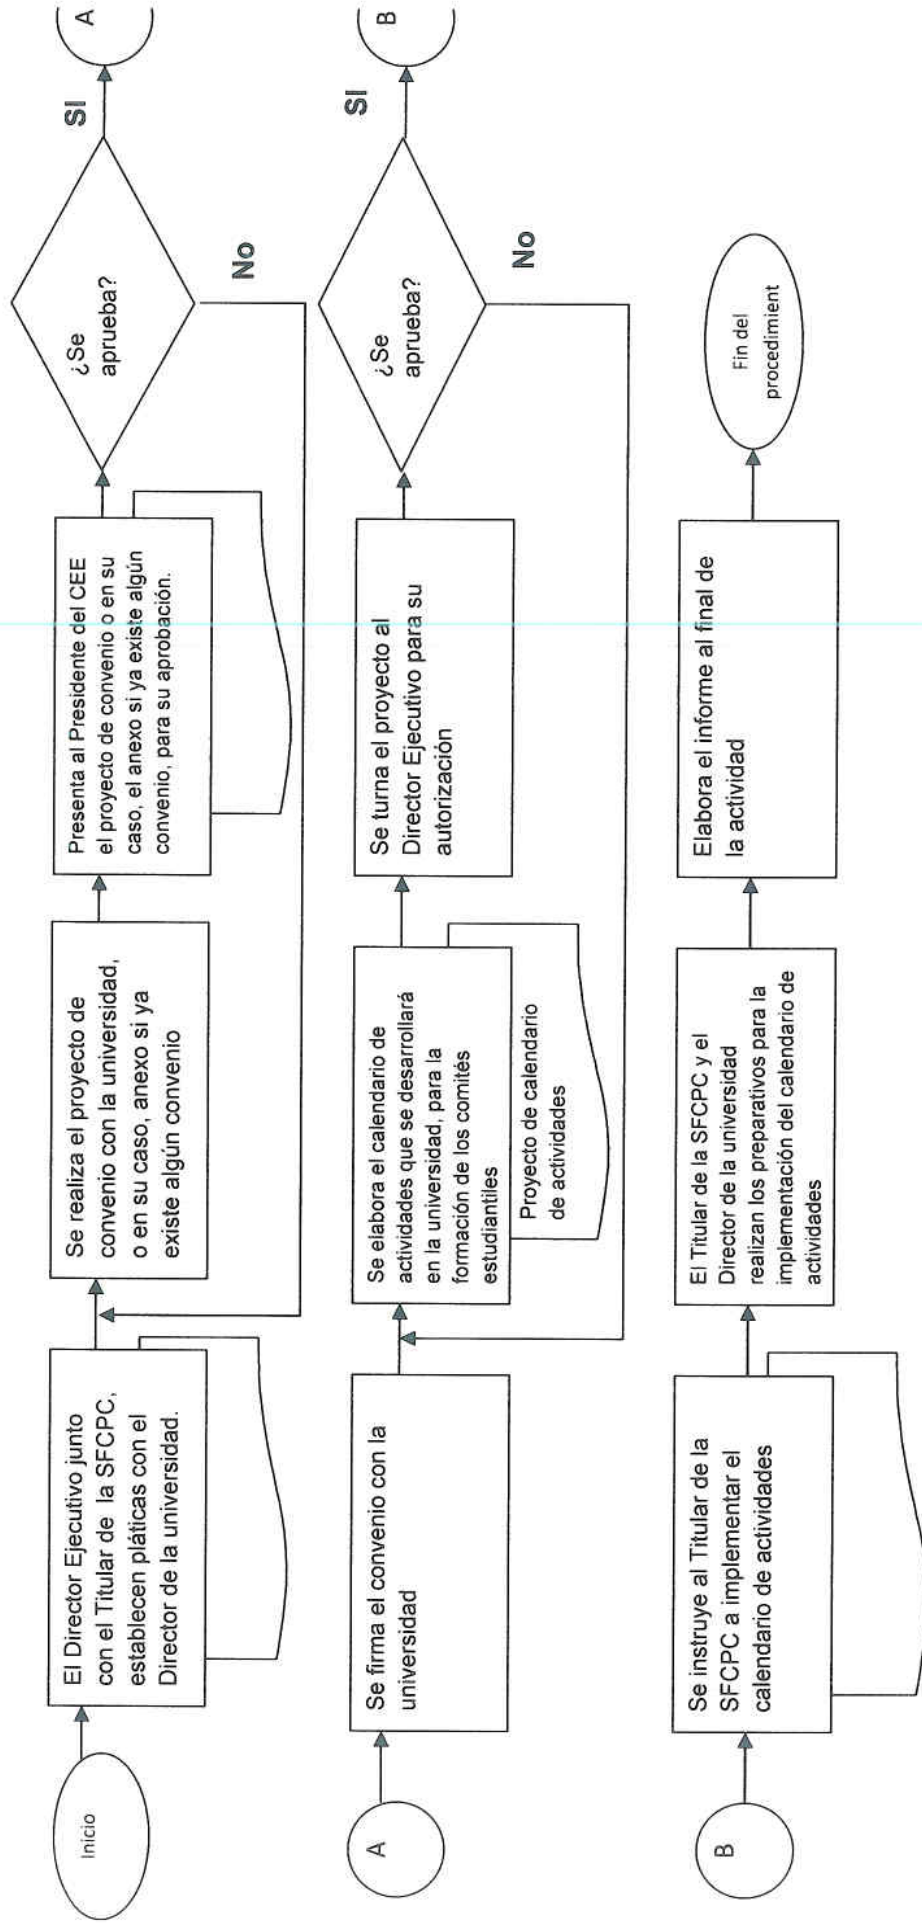 Inicio
El Director Ejecutivo junto
con el Titular de la SFCPC,
establecen pláticas con el
Director de la universidad.
Se realiza el proyecto de
convenio con la universidad,
o en su caso, anexo si ya
existe algún convenio
Presenta al Presidente del CEE
el proyecto de convenio o en su
caso, el anexo si ya existe algún
convenio, para su aprobación.
¿Se
aprueba?
SI
A
No
A
Se firma el convenio con la
universidad
Se elabora el calendario de
actividades que se desarrollará
en la universidad, para la
formación de los comités
estudiantiles
Proyecto de calendario
de actividades
Se turna el proyecto al
Director Ejecutivo para su
autorización
¿Se
aprueba?
SI
B
No
B
Se instruye al Titular de la
SFCPC a implementar el
calendario de actividades
El Titular de la SFCPC y el
Director de la universidad
realizan los preparativos para la
implementación del calendario de
actividades
Elabora el informe al final de
la actividad
Fin del
procedimient